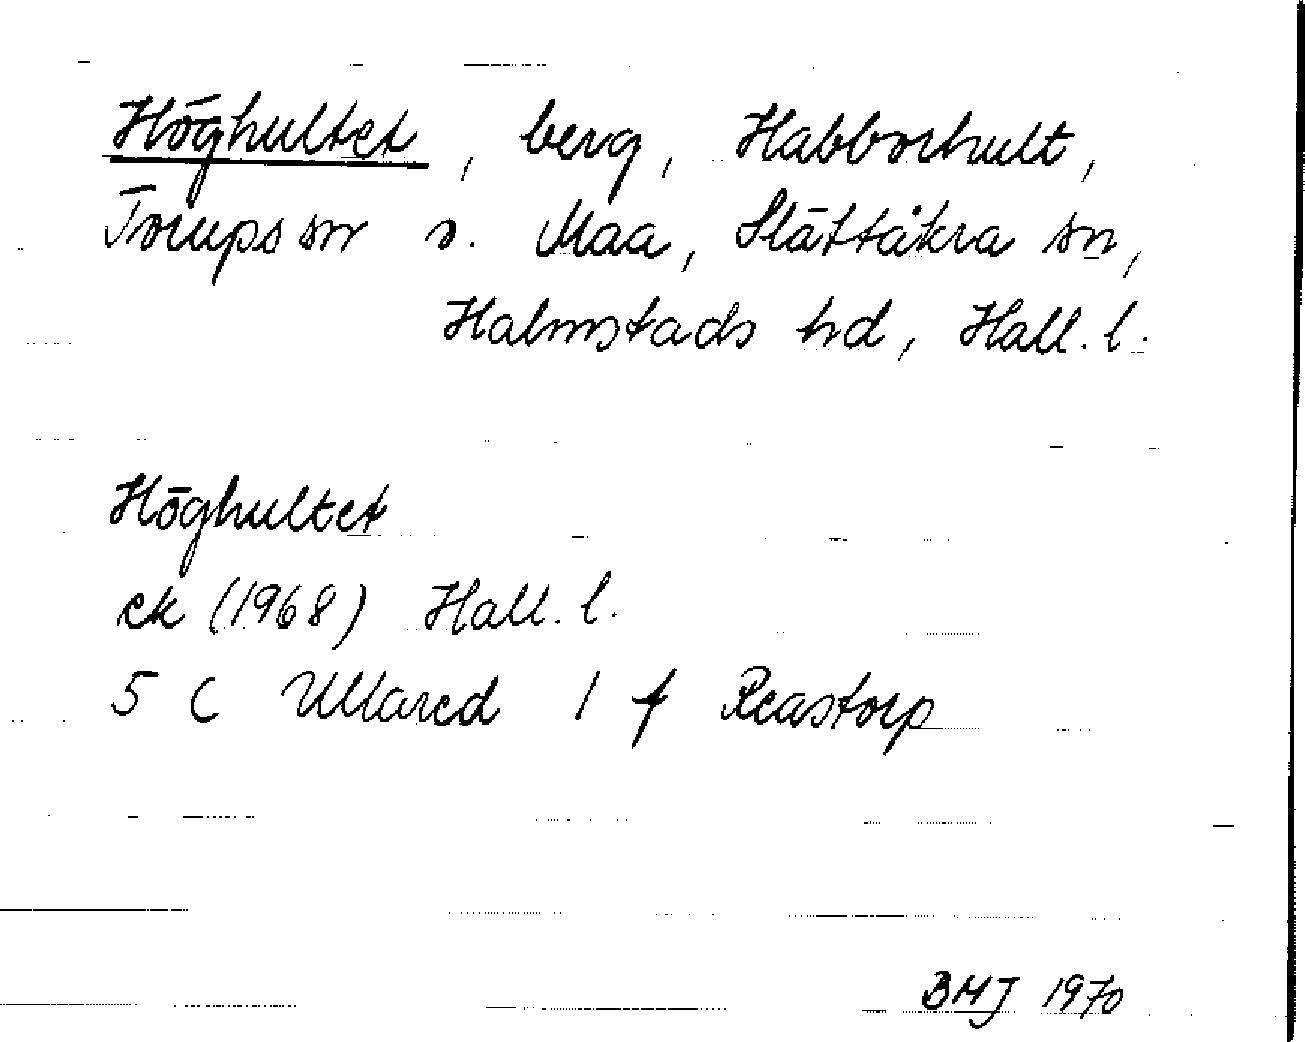 Höghultet, berg, Habborhult,
Torups sn o. Maa, Slättåkra sn,
Halmstads hd, Hall. l.
Höghultet
ek (1968) Hall. l.
5 C Ullared 1 f Reastorp
BHJ 1970